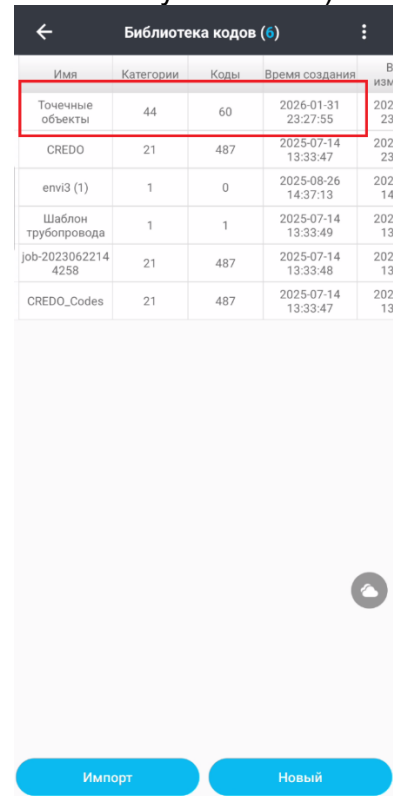 Библиотека кодов (6)
Имя Категории Коды Время создания
Точечные объекты 44 60 2026-01-31 23:27:55
CREDO 21 487 2025-07-14 13:33:47
envi3 (1) 1 0 2025-08-26 14:37:13
Шаблон трубопровода 1 1 2025-07-14 13:33:49
job-20230622144258 21 487 2025-07-14 13:33:48
CREDO_Codes 21 487 2025-07-14 13:33:47
Импорт Новый